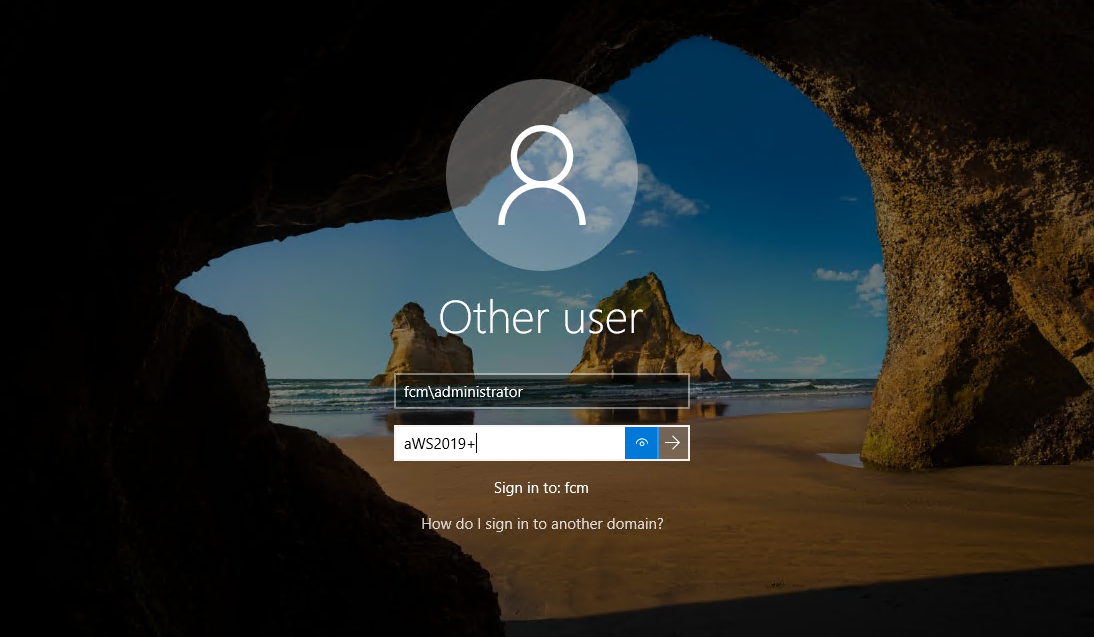 Other user
fcm\administrator
aWS2019+
Sign in to: fcm
How do I sign in to another domain?